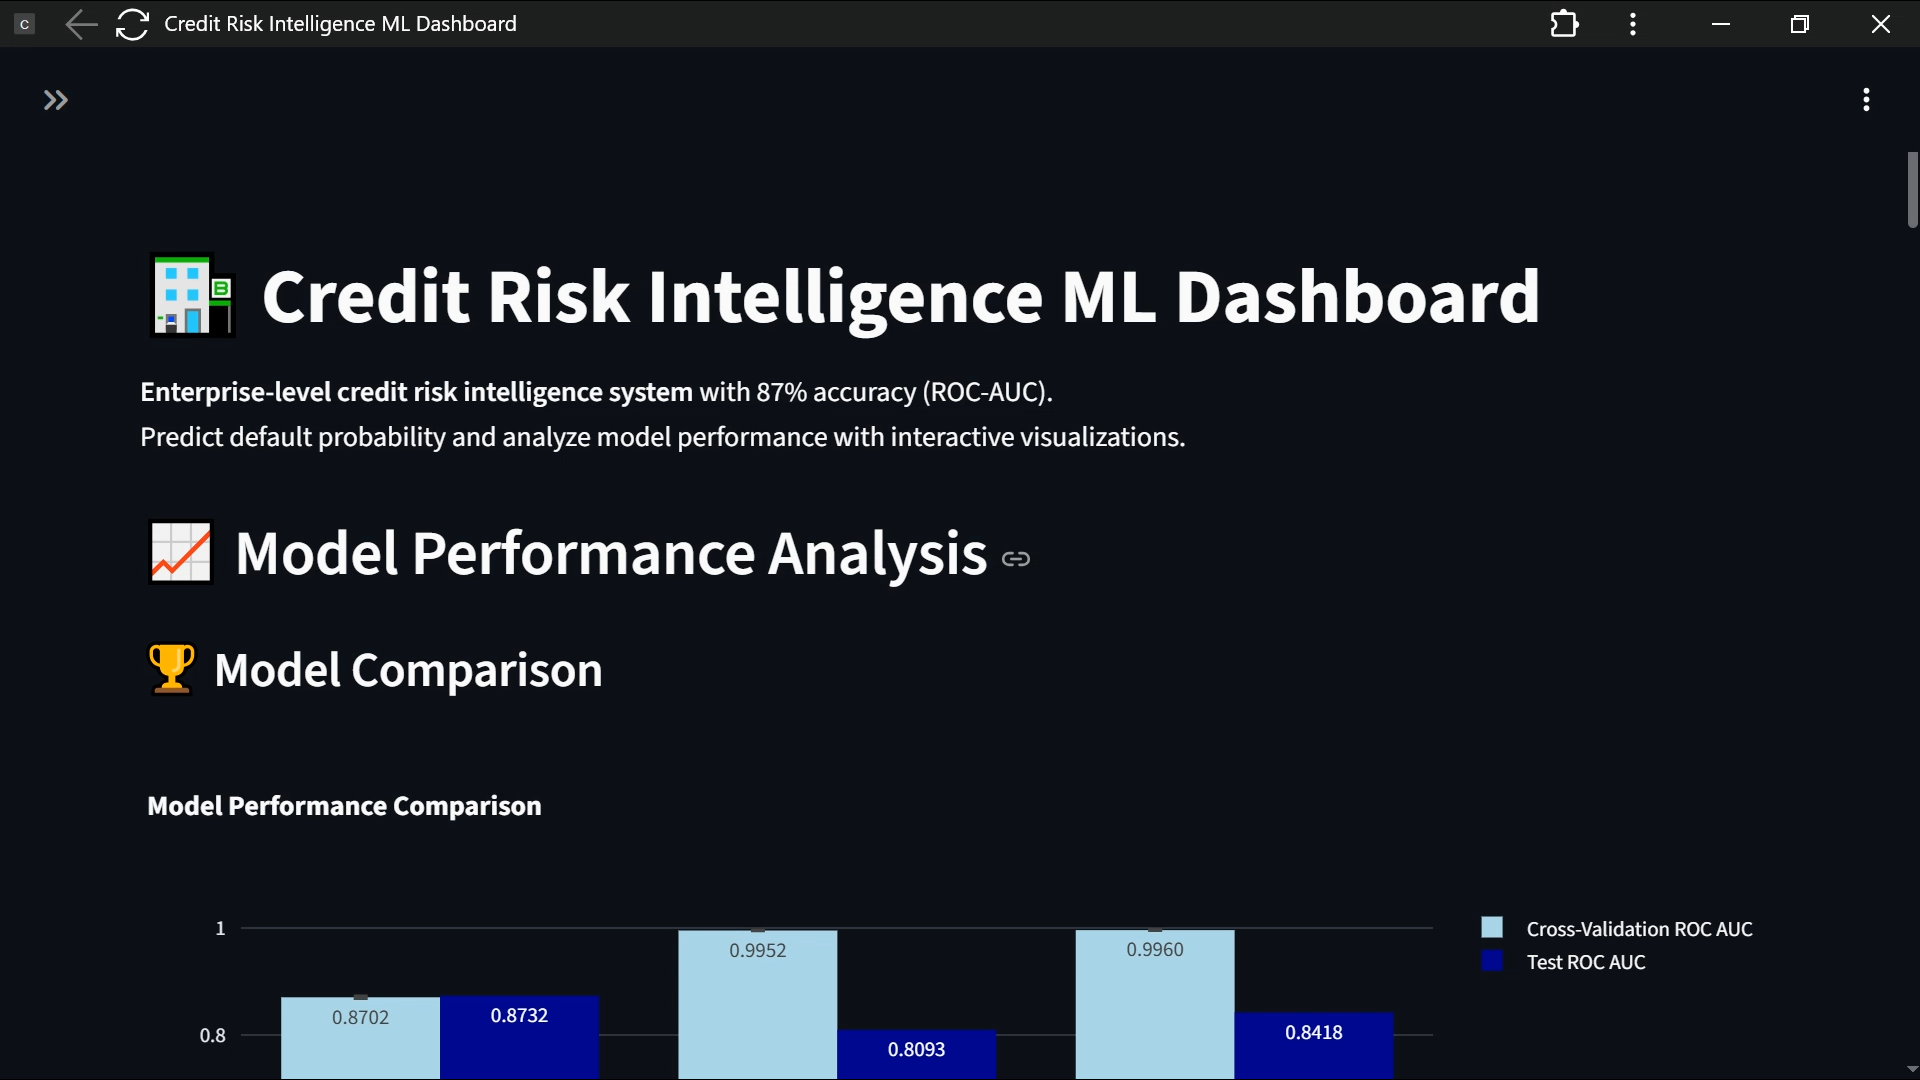 C
Credit Risk Intelligence ML Dashboard
B
Credit Risk Intelligence ML Dashboard
Enterprise-level credit risk intelligence system with 87% accuracy (ROC-AUC).
Predict default probability and analyze model performance with interactive visualizations.
Model Performance Analysis
Model Comparison
Model Performance Comparison
1
0.9952
0.9960
Cross-Validation ROC AUC
Test ROC AUC
0.8702
0.8732
0.8
0.8093
0.8418